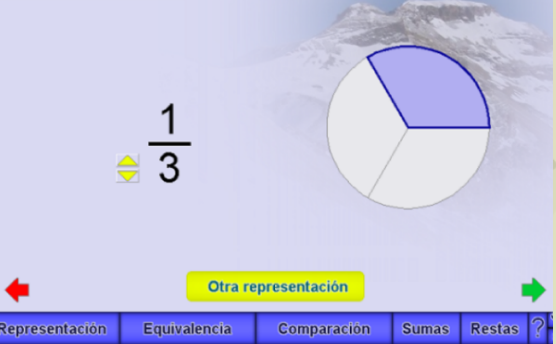 1
3
Otra representación
Representación Equivalencia Comparación Sumas Restas ?